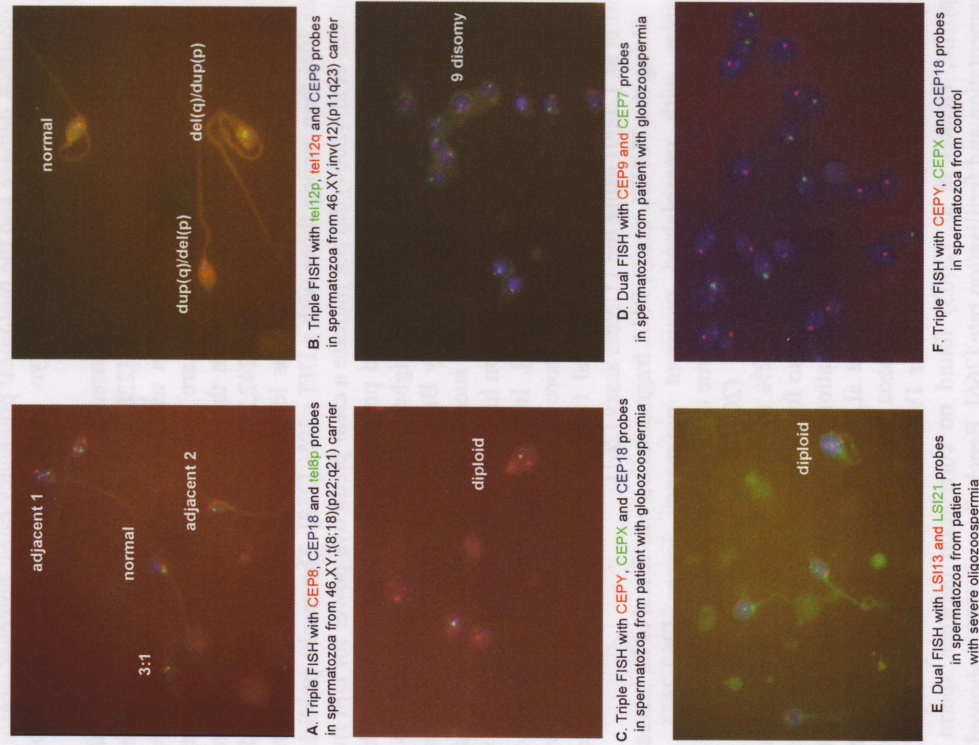 adjacent 1
normal
adjacent 2
3:1
A. Triple FISH with CEP8, CEP18 and tel8p probes
in spermatozoa from 46,XY,t(8;18)(p22;q21) carrier
normal
dup(q)/del(p)
del(q)/dup(p)
B. Triple FISH with tel12p, tel12q and CEP9 probes
in spermatozoa from 46,XY,inv(12)(p11q23) carrier
diploid
C. Triple FISH with CEPY, CEPX and CEP18 probes
in spermatozoa from patient with globozoospermia
9 disomy
D. Dual FISH with CEP9 and CEP7 probes
in spermatozoa from patient with globozoospermia
diploid
E. Dual FISH with LSI13 and LSI21 probes
in spermatozoa from patient
with severe oligozoospermia
F. Triple FISH with CEPY, CEPX and CEP18 probes
in spermatozoa from control